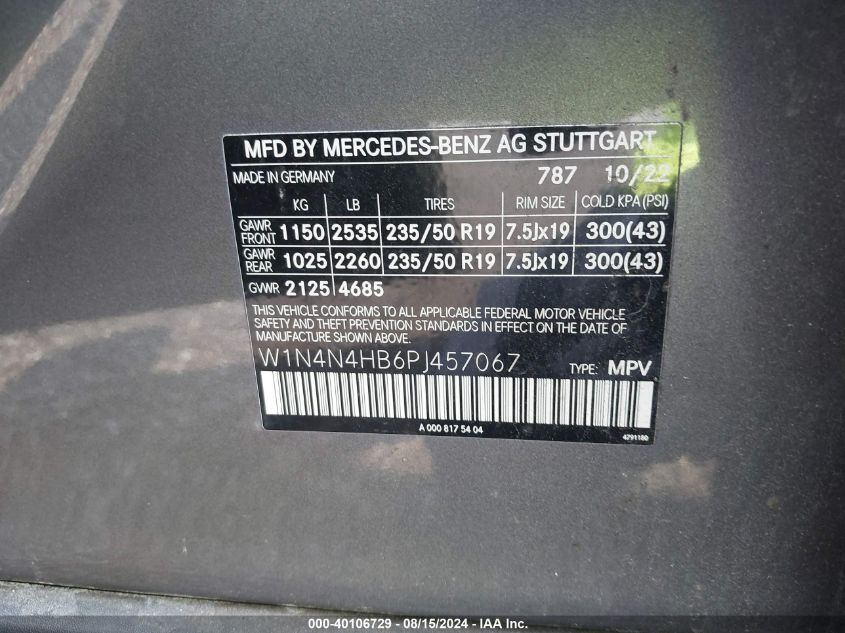 MFD BY MERCEDES-BENZ AG STUTTGART
MADE IN GERMANY 787 10/22
KG LB TIRES RIM SIZE COLD KPA(PSI)
GAWR FRONT 1150 2535 235/50 R19 7.5Jx19 300(43)
GAWR REAR 1025 2260 235/50 R19 7.5Jx19 300(43)
GVWR 2125 4685
THIS VEHICLE CONFORMS TO ALL APPLICABLE FEDERAL MOTOR VEHICLE
SAFETY AND THEFT PREVENTION STANDARDS IN EFFECT ON THE DATE OF
MANUFACTURE SHOWN ABOVE.
W1N4N4HB6PJ457067 TYPE: MPV
A 000 817 54 04
4791180
000-40106729 - 08/15/2024 - IAA Inc.